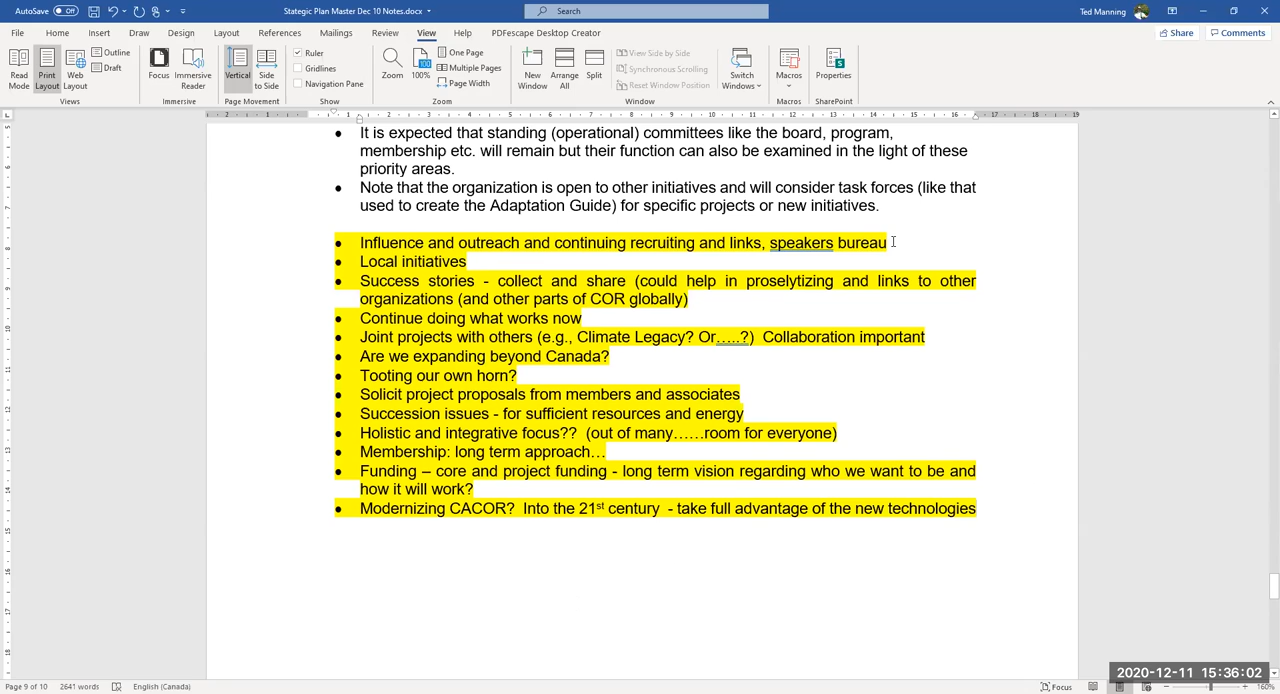 AutoSave Off Stategic Plan Master Dec 10 Notes.docx Search Ted Manning
File Home Insert Draw Design Layout References Mailings Review View Help PDFescape Desktop Creator Share Comments
Read Mode Print Layout Web Layout Outline Draft Focus Immersive Reader Vertical Side to Side Ruler Gridlines Navigation Pane Zoom 100% One Page Multiple Pages Page Width New Window Arrange All Split View Side by Side Synchronous Scrolling Reset Window Position Switch Windows Macros Properties
Views Immersive Page Movement Show Zoom Window Macros SharePoint
• It is expected that standing (operational) committees like the board, program,
membership etc. will remain but their function can also be examined in the light of these
priority areas.
• Note that the organization is open to other initiatives and will consider task forces (like that
used to create the Adaptation Guide) for specific projects or new initiatives.
• Influence and outreach and continuing recruiting and links, speakers bureau
• Local initiatives
• Success stories - collect and share (could help in proselytizing and links to other
organizations (and other parts of COR globally)
• Continue doing what works now
• Joint projects with others (e.g., Climate Legacy? Or…..?)  Collaboration important
• Are we expanding beyond Canada?
• Tooting our own horn?
• Solicit project proposals from members and associates
• Succession issues - for sufficient resources and energy
• Holistic and integrative focus??  (out of many……room for everyone)
• Membership: long term approach…
• Funding – core and project funding - long term vision regarding who we want to be and
how it will work?
• Modernizing CACOR?  Into the 21st century  - take full advantage of the new technologies
2020-12-11 15:36:02
Page 9 of 10 2641 words English (Canada) Focus 160%